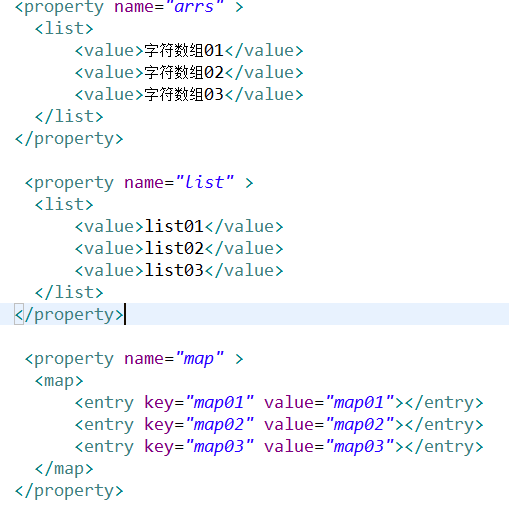 <property name="arrs" >
<list>
<value>字符数组01</value>
<value>字符数组02</value>
<value>字符数组03</value>
</list>
</property>
<property name="list" >
<list>
<value>list01</value>
<value>list02</value>
<value>list03</value>
</list>
</property>
<property name="map" >
<map>
<entry key="map01" value="map01"></entry>
<entry key="map02" value="map02"></entry>
<entry key="map03" value="map03"></entry>
</map>
</property>